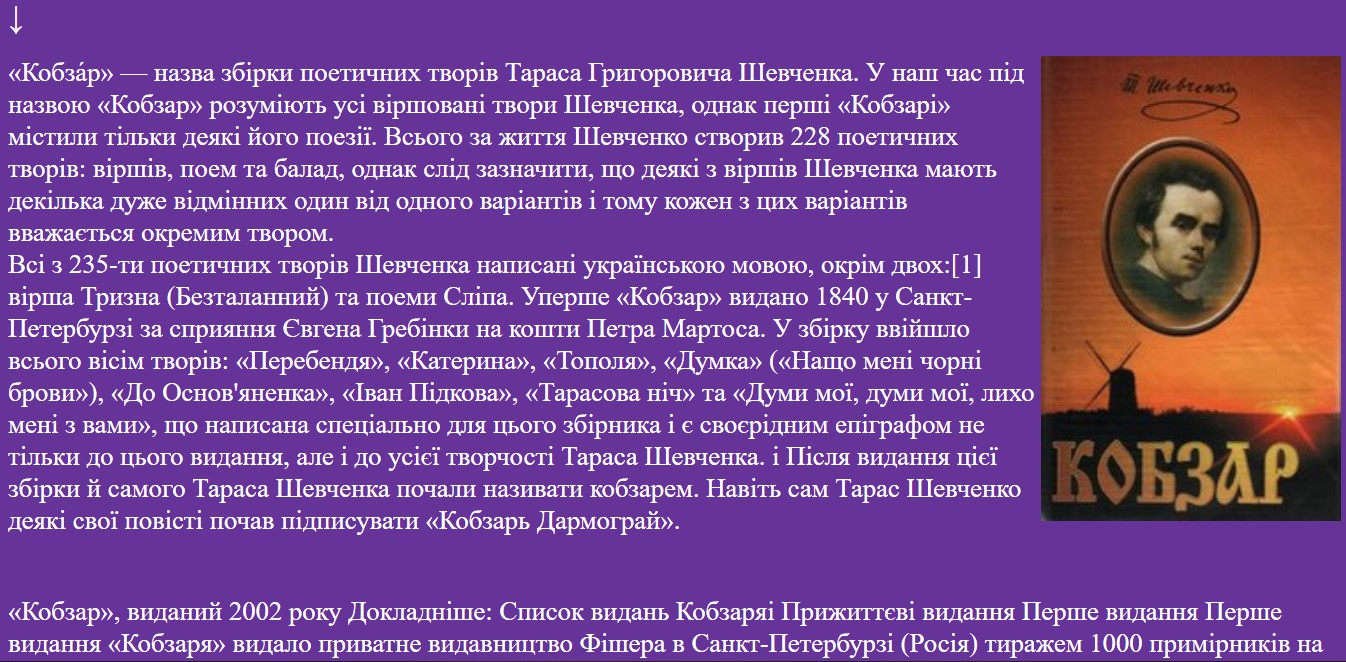 ↓
«Кобза́р» — назва збірки поетичних творів Тараса Григоровича Шевченка. У наш час під
назвою «Кобзар» розуміють усі віршовані твори Шевченка, однак перші «Кобзарі»
містили тільки деякі його поезії. Всього за життя Шевченко створив 228 поетичних
творів: віршів, поем та балад, однак слід зазначити, що деякі з віршів Шевченка мають
декілька дуже відмінних один від одного варіантів і тому кожен з цих варіантів
вважається окремим твором.
Всі з 235-ти поетичних творів Шевченка написані українською мовою, окрім двох:[1]
вірша Тризна (Безталанний) та поеми Сліпа. Уперше «Кобзар» видано 1840 у Санкт-
Петербурзі за сприяння Євгена Гребінки на кошти Петра Мартоса. У збірку ввійшло
всього вісім творів: «Перебендя», «Катерина», «Тополя», «Думка» («Нащо мені чорні
брови»), «До Основ'яненка», «Іван Підкова», «Тарасова ніч» та «Думи мої, думи мої, лихо
мені з вами», що написана спеціально для цього збірника і є своєрідним епіграфом не
тільки до цього видання, але і до усієї творчості Тараса Шевченка. і Після видання цієї
збірки й самого Тараса Шевченка почали називати кобзарем. Навіть сам Тарас Шевченко
деякі свої повісті почав підписувати «Кобзарь Дармограй».
Т Шевченко
КОБЗАР
«Кобзар», виданий 2002 року Докладніше: Список видань Кобзаряі Прижиттєві видання Перше видання Перше
видання «Кобзаря» видало приватне видавництво Фішера в Санкт-Петербурзі (Росія) тиражем 1000 примірників на